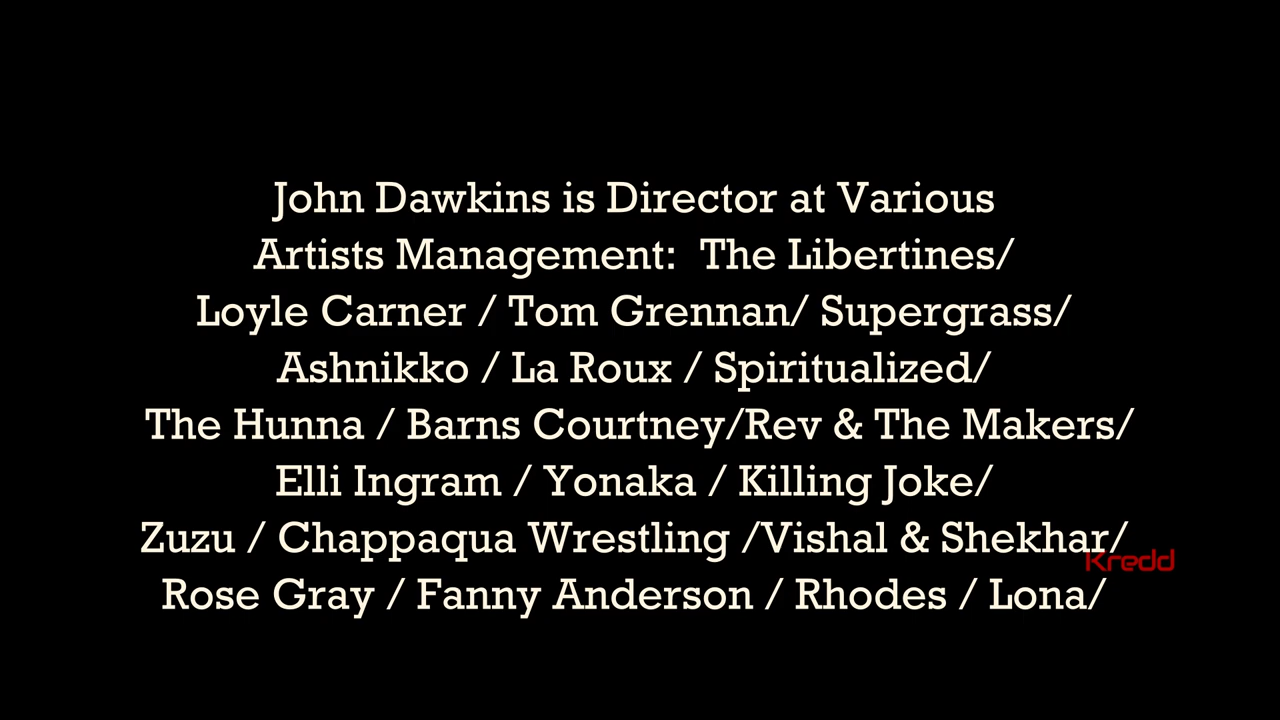 John Dawkins is Director at Various
Artists Management:  The Libertines/
Loyle Carner / Tom Grennan/ Supergrass/
Ashnikko / La Roux / Spiritualized/
The Hunna / Barns Courtney/Rev & The Makers/
Elli Ingram / Yonaka / Killing Joke/
Zuzu / Chappaqua Wrestling /Vishal & Shekhar/
Kredd
Rose Gray / Fanny Anderson / Rhodes / Lona/